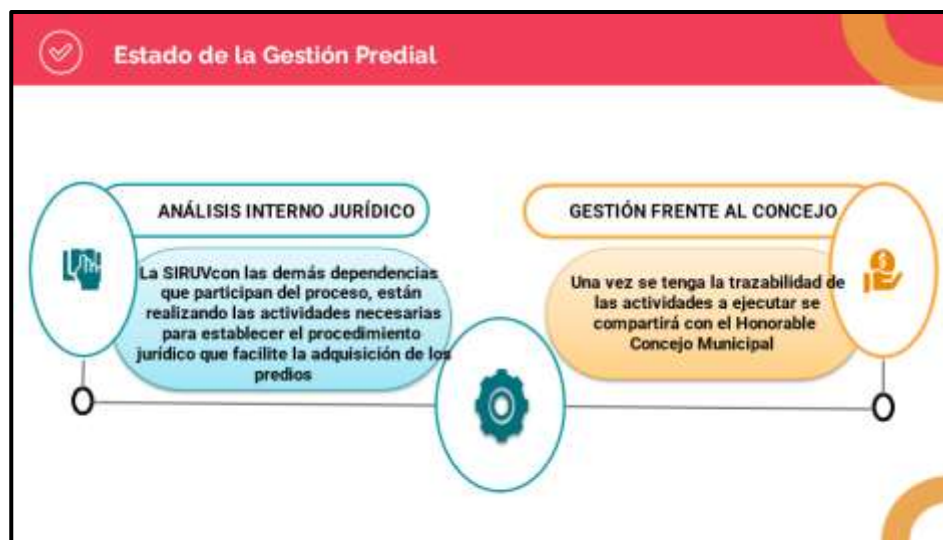 Estado de la Gestión Predial
ANÁLISIS INTERNO JURÍDICO
La SIRUVcon las demás dependencias
que participan del proceso, están
realizando las actividades necesarias
para establecer el procedimiento
jurídico que facilite la adquisición de los
predios
GESTIÓN FRENTE AL CONCEJO
Una vez se tenga la trazabilidad de
las actividades a ejecutar se
compartirá con el Honorable
Concejo Municipal